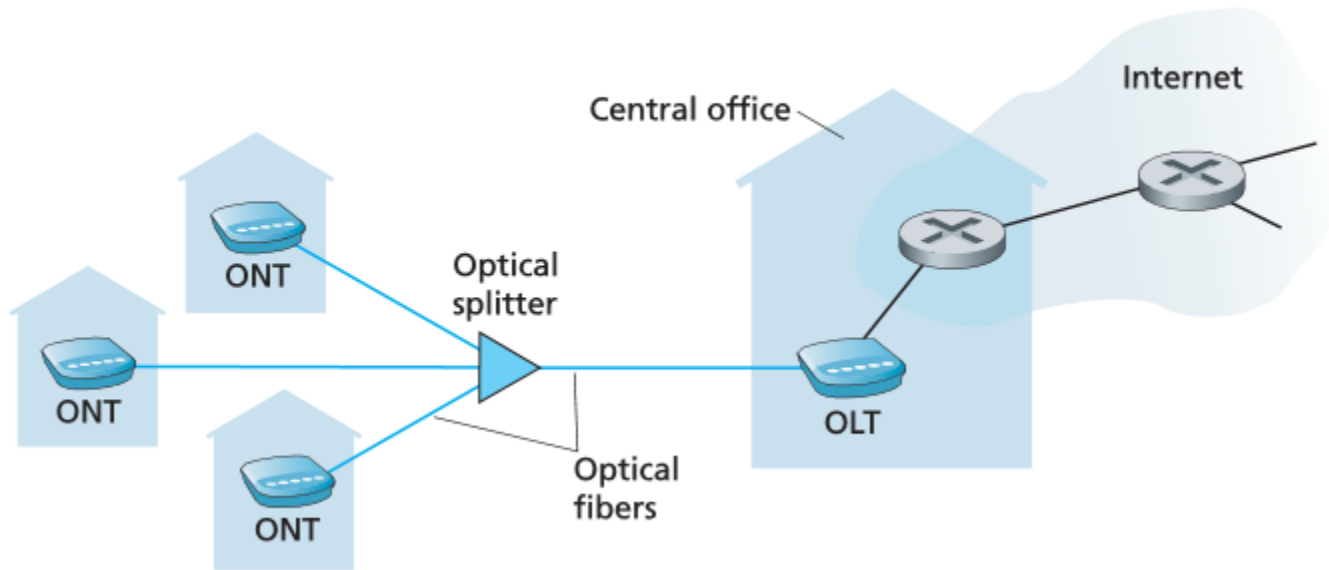 Internet
Central office
ONT
Optical
splitter
ONT
OLT
Optical
fibers
ONT